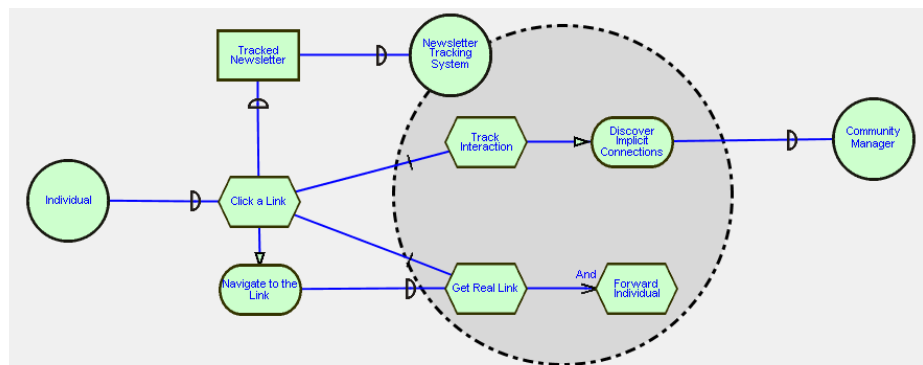 Tracked
Newsletter
Newsletter
Tracking
System
Track
Interaction
Discover
Implicit
Connections
Community
Manager
Individual
Click a Link
Navigate to the
Link
Get Real Link
And
Forward
Individual